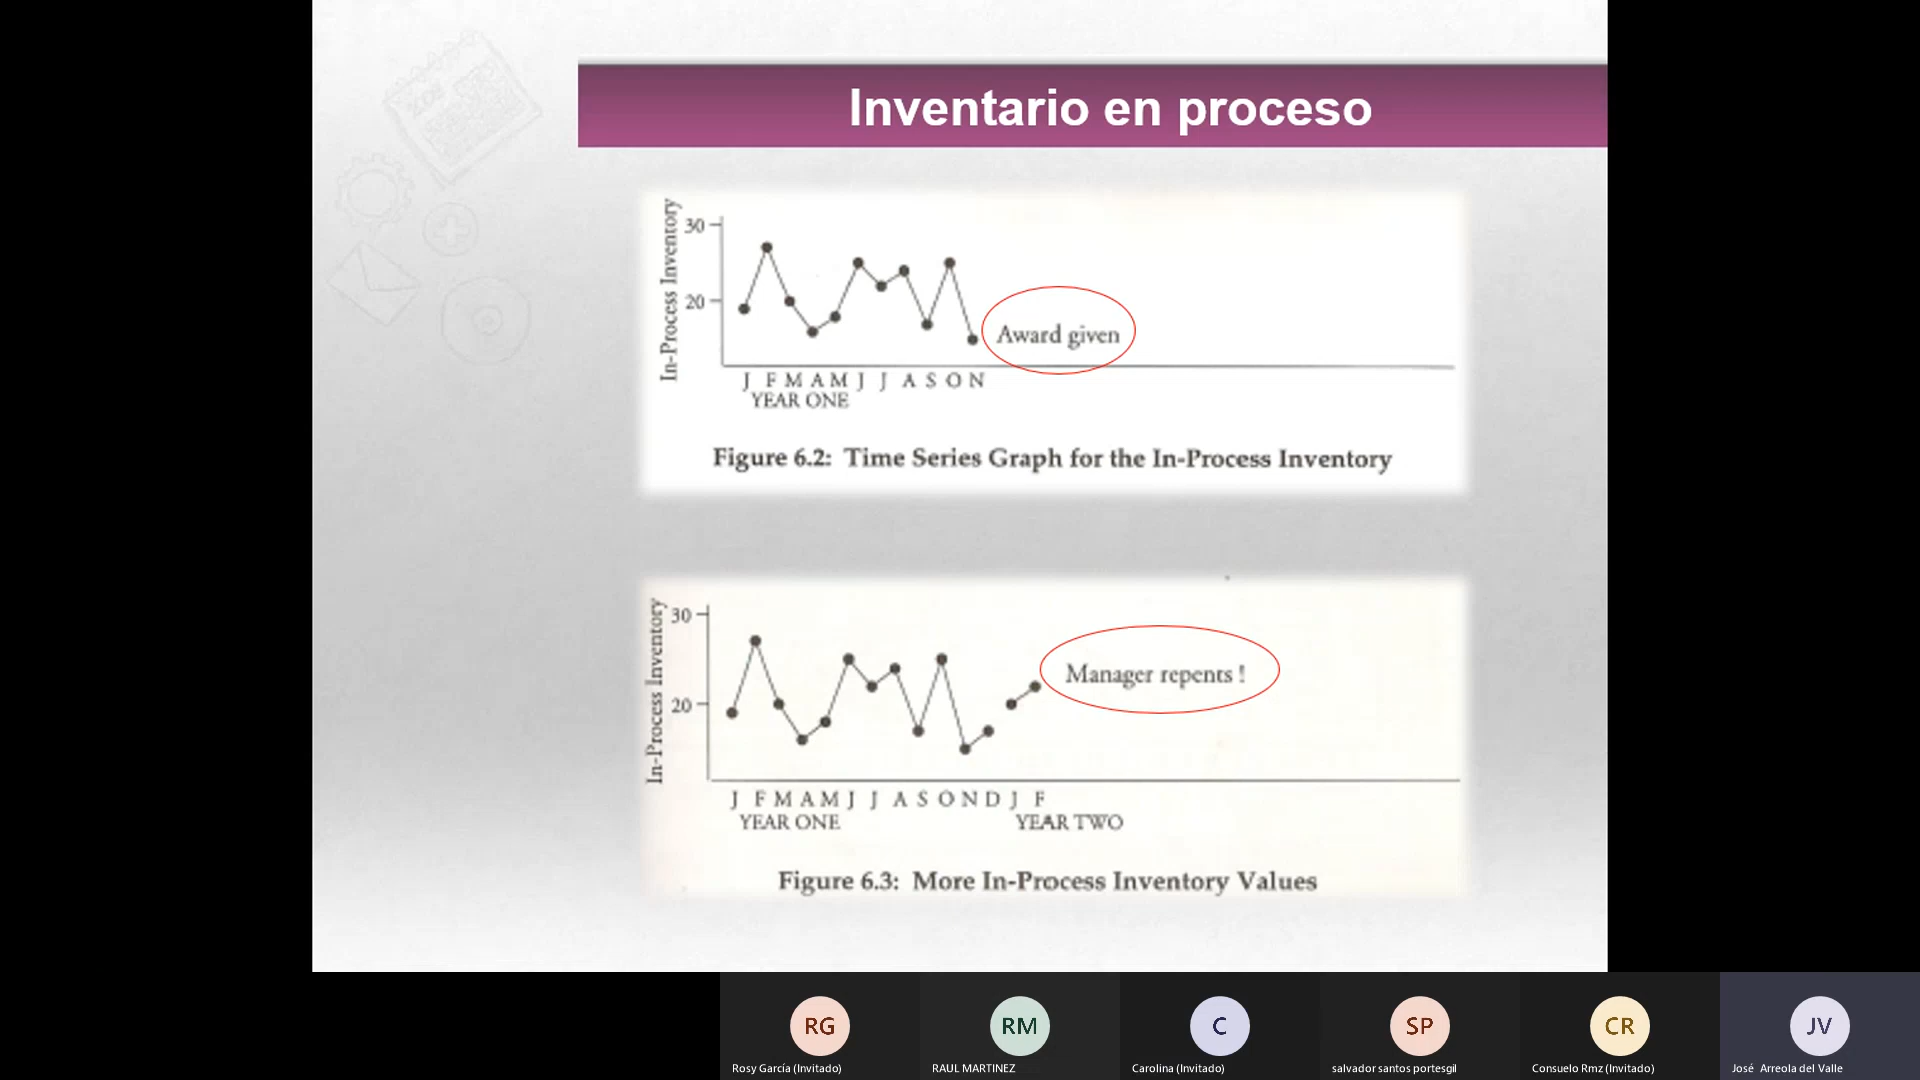 Inventario en proceso
In-Process Inventory
30
20
Award given
J F M A M J J A S O N
YEAR ONE
Figure 6.2: Time Series Graph for the In-Process Inventory
In-Process Inventory
30
20
Manager repents !
J F M A M J J A S O N D J F
YEAR ONE YEAR TWO
Figure 6.3: More In-Process Inventory Values
RG RM C SP CR JV
Rosy García (Invitado) RAUL MARTINEZ Carolina (Invitado) salvador santos portesgil Consuelo Rmz (Invitado) José Arreola del Valle